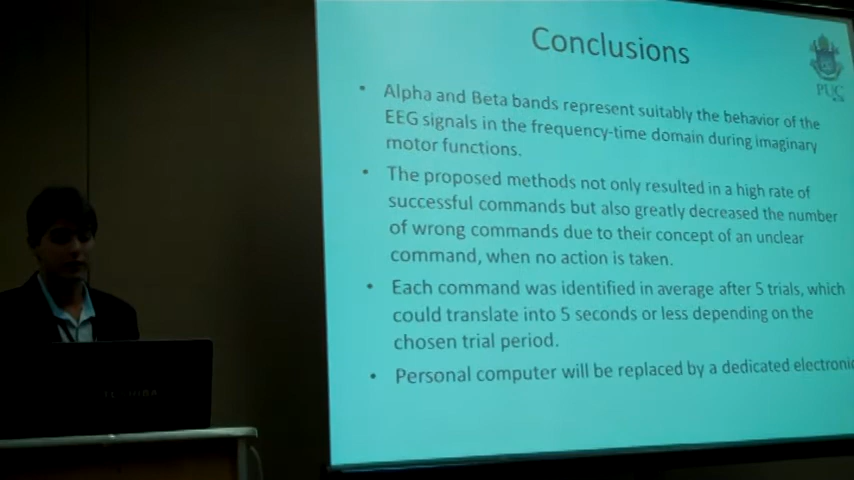 Conclusions
PUC
• Alpha and Beta bands represent suitably the behavior of the
EEG signals in the frequency-time domain during imaginary
motor functions.
• The proposed methods not only resulted in a high rate of
successful commands but also greatly decreased the number
of wrong commands due to their concept of an unclear
command, when no action is taken.
• Each command was identified in average after 5 trials, which
could translate into 5 seconds or less depending on the
chosen trial period.
• Personal computer will be replaced by a dedicated electronic